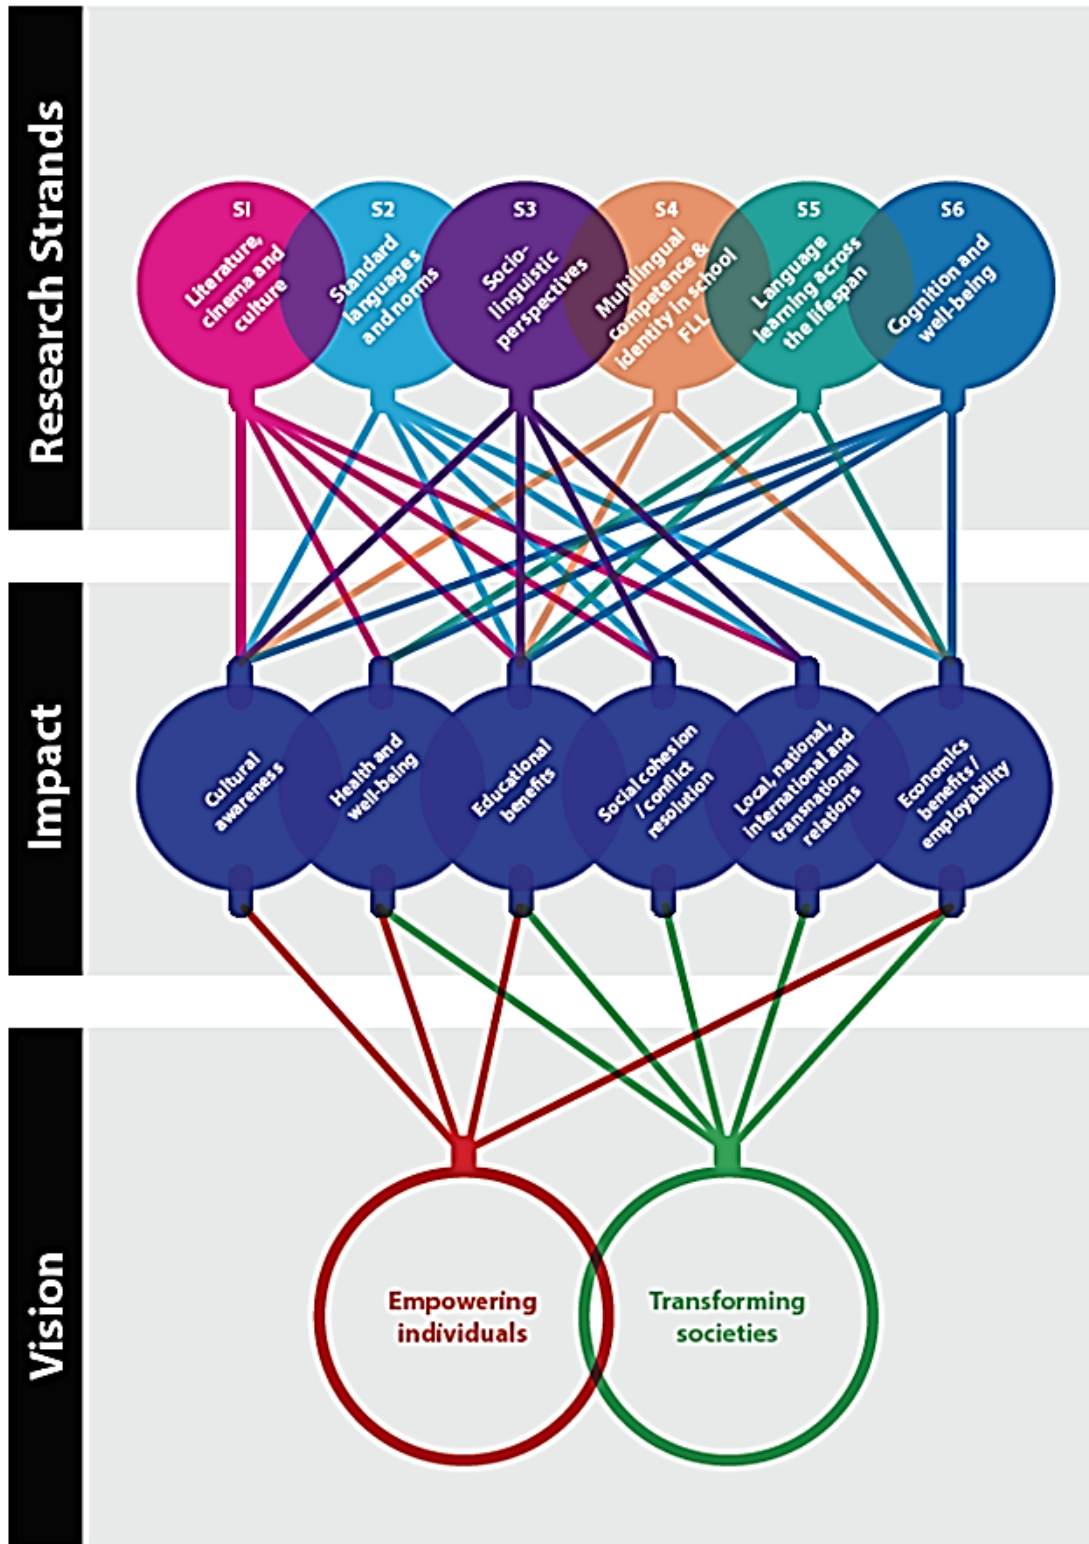 Research Strands
S1
Literature,
cinema and
culture
S2
Standard
languages
and norms
S3
Socio-
linguistic
perspectives
S4
Multilingual
competence &
identity in school
FLL
S5
Language
learning across
the lifespan
S6
Cognition and
well-being
Impact
Cultural
awareness
Health and
well-being
Educational
benefits
Social cohesion
/ conflict
resolution
Local, national,
international and
transnational
relations
Economics
benefits /
employability
Vision
Empowering
individuals
Transforming
societies